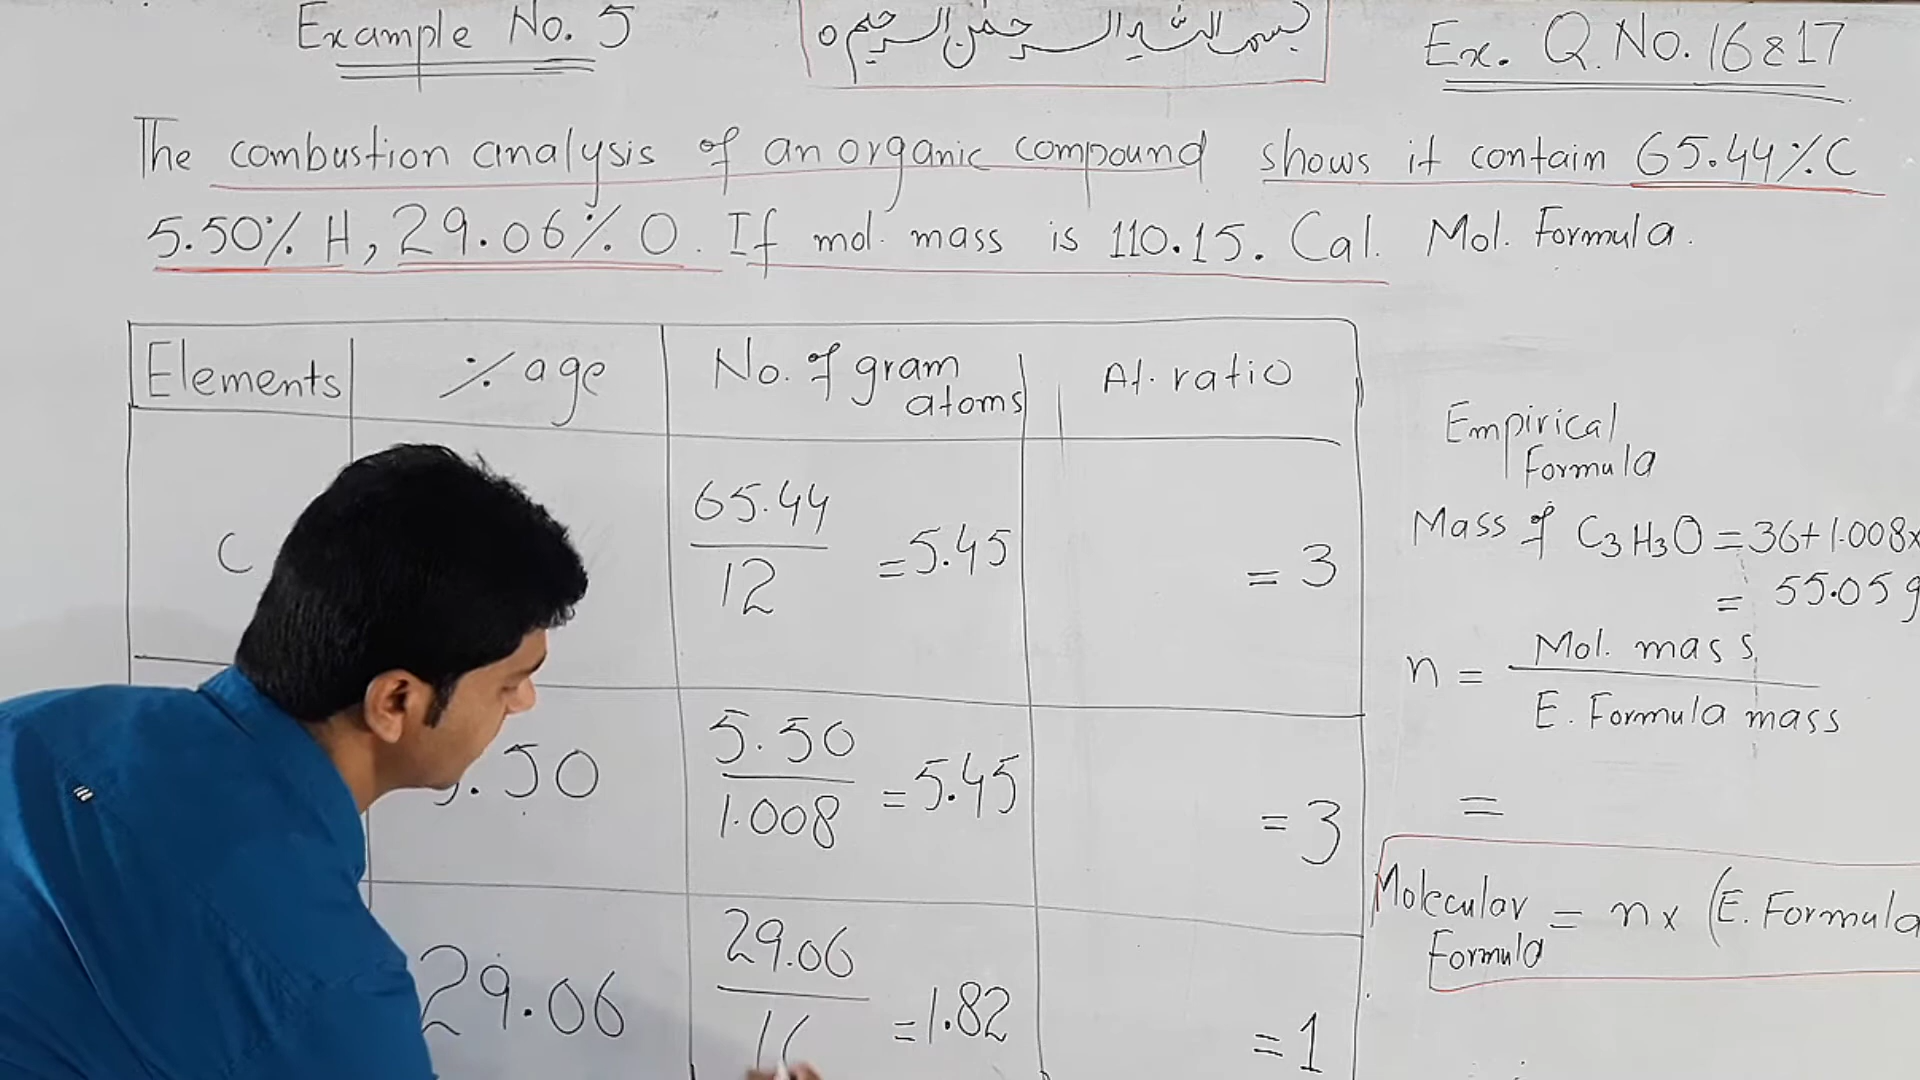 Example No. 5
بسم اللہ الرحمٰن الرحیم
Ex. Q. No. 16 & 17
The combustion analysis of an organic compound shows it contain 65.44% C
5.50% H, 29.06% O. If mol. mass is 110.15. Cal. Mol. Formula.
Elements % age No. of gram atoms At. ratio
C 65.44/12 = 5.45 = 3
.50 5.50/1.008 = 5.45 = 3
29.06 29.06/1 = 1.82 = 1
Empirical
Formula
Mass of C₃H₃O = 36+1.008×
= 55.05 g
n = Mol. mass / E. Formula mass
=
Molecular Formula = n × (E. Formula